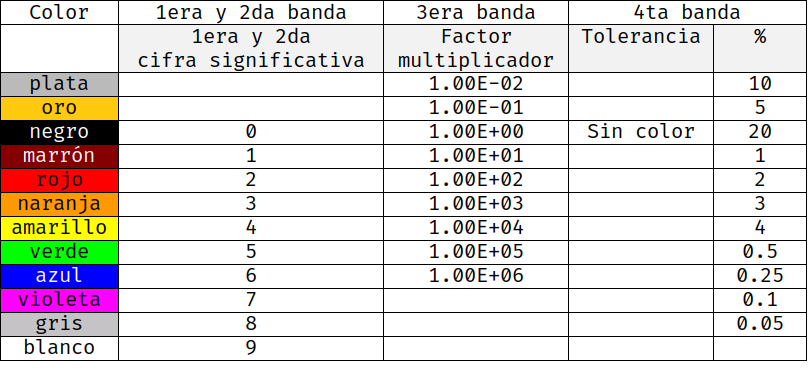 Color 1era y 2da banda 3era banda 4ta banda
1era y 2da Factor Tolerancia %
cifra significativa multiplicador
plata 1.00E-02 10
oro 1.00E-01 5
negro 0 1.00E+00 Sin color 20
marrón 1 1.00E+01 1
rojo 2 1.00E+02 2
naranja 3 1.00E+03 3
amarillo 4 1.00E+04 4
verde 5 1.00E+05 0.5
azul 6 1.00E+06 0.25
violeta 7 0.1
gris 8 0.05
blanco 9